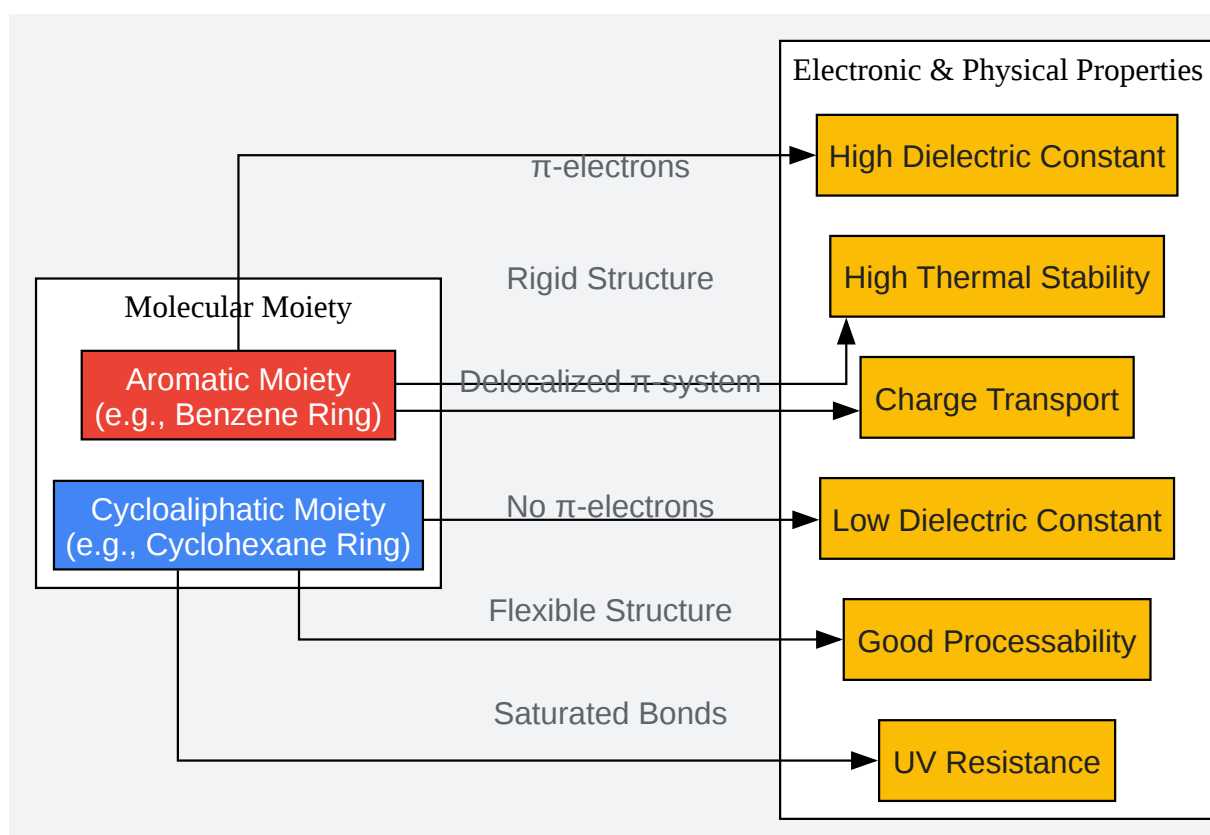 Electronic & Physical Properties
π-electrons
High Dielectric Constant
Rigid Structure
High Thermal Stability
Molecular Moiety
Aromatic Moiety
(e.g., Benzene Ring)
Delocalized π-system
Charge Transport
Cycloaliphatic Moiety
(e.g., Cyclohexane Ring)
No π-electrons
Low Dielectric Constant
Flexible Structure
Good Processability
Saturated Bonds
UV Resistance